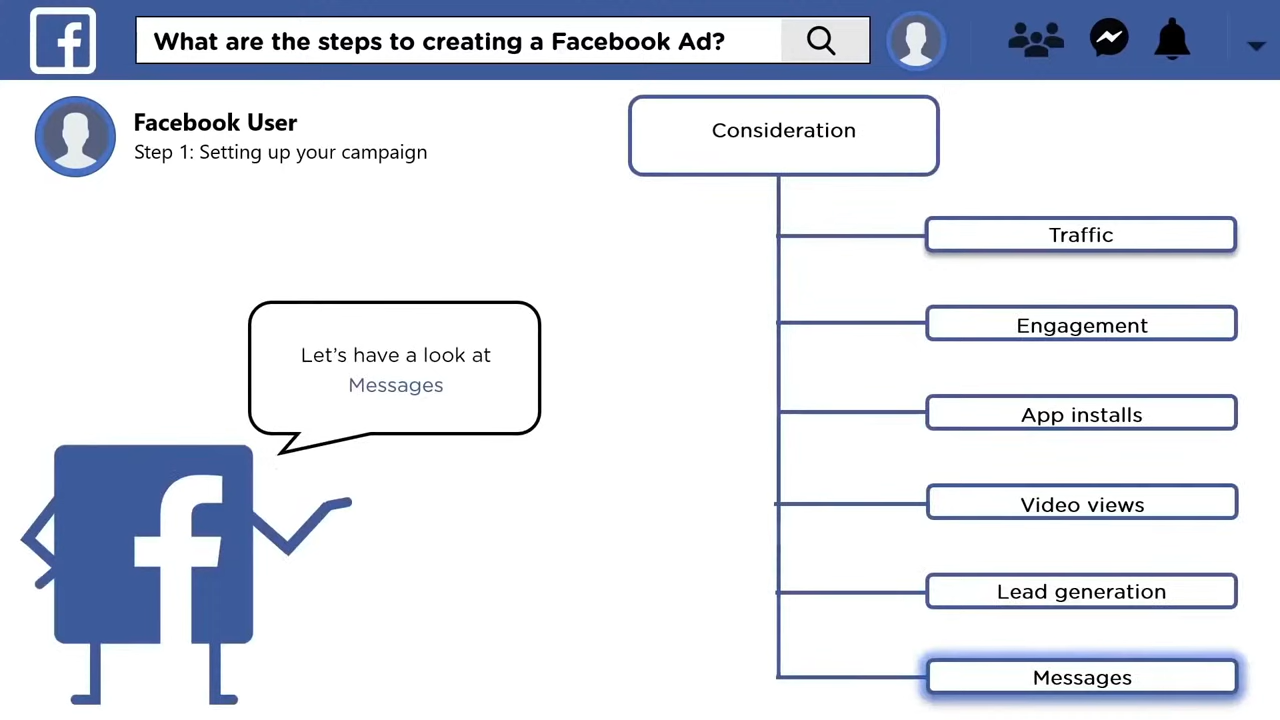 What are the steps to creating a Facebook Ad?
Facebook User
Step 1: Setting up your campaign
Consideration
Traffic
Engagement
App installs
Video views
Lead generation
Messages
Let's have a look at
Messages